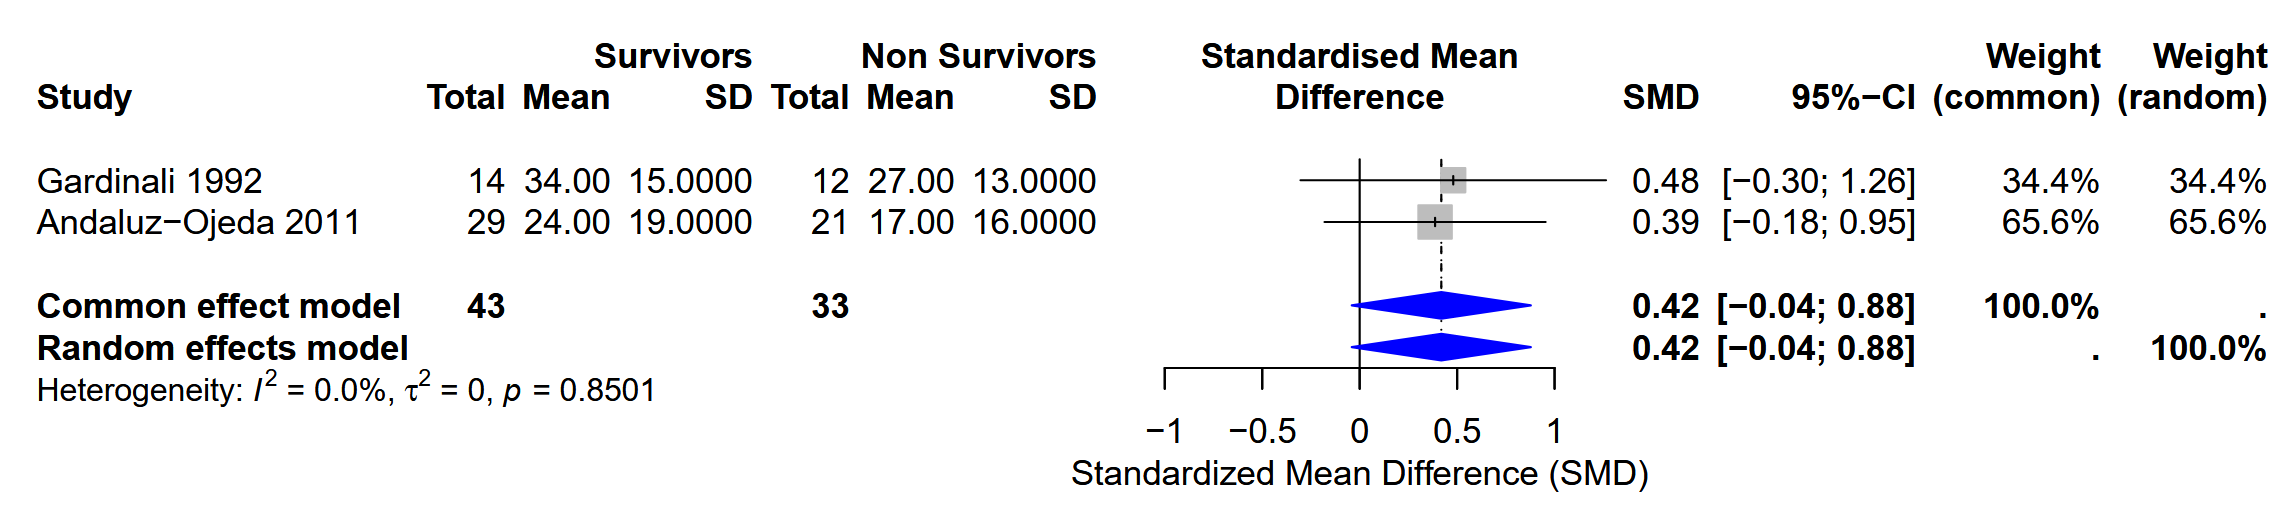 Survivors Non Survivors Standardised Mean Weight Weight
Study Total Mean SD Total Mean SD Difference SMD 95%−CI (common) (random)
Gardinali 1992 14 34.00 15.0000 12 27.00 13.0000 0.48 [−0.30; 1.26] 34.4% 34.4%
Andaluz−Ojeda 2011 29 24.00 19.0000 21 17.00 16.0000 0.39 [−0.18; 0.95] 65.6% 65.6%
Common effect model 43 33 0.42 [−0.04; 0.88] 100.0% .
Random effects model 0.42 [−0.04; 0.88] . 100.0%
Heterogeneity: I² = 0.0%, τ² = 0, p = 0.8501
−1 −0.5 0 0.5 1
Standardized Mean Difference (SMD)